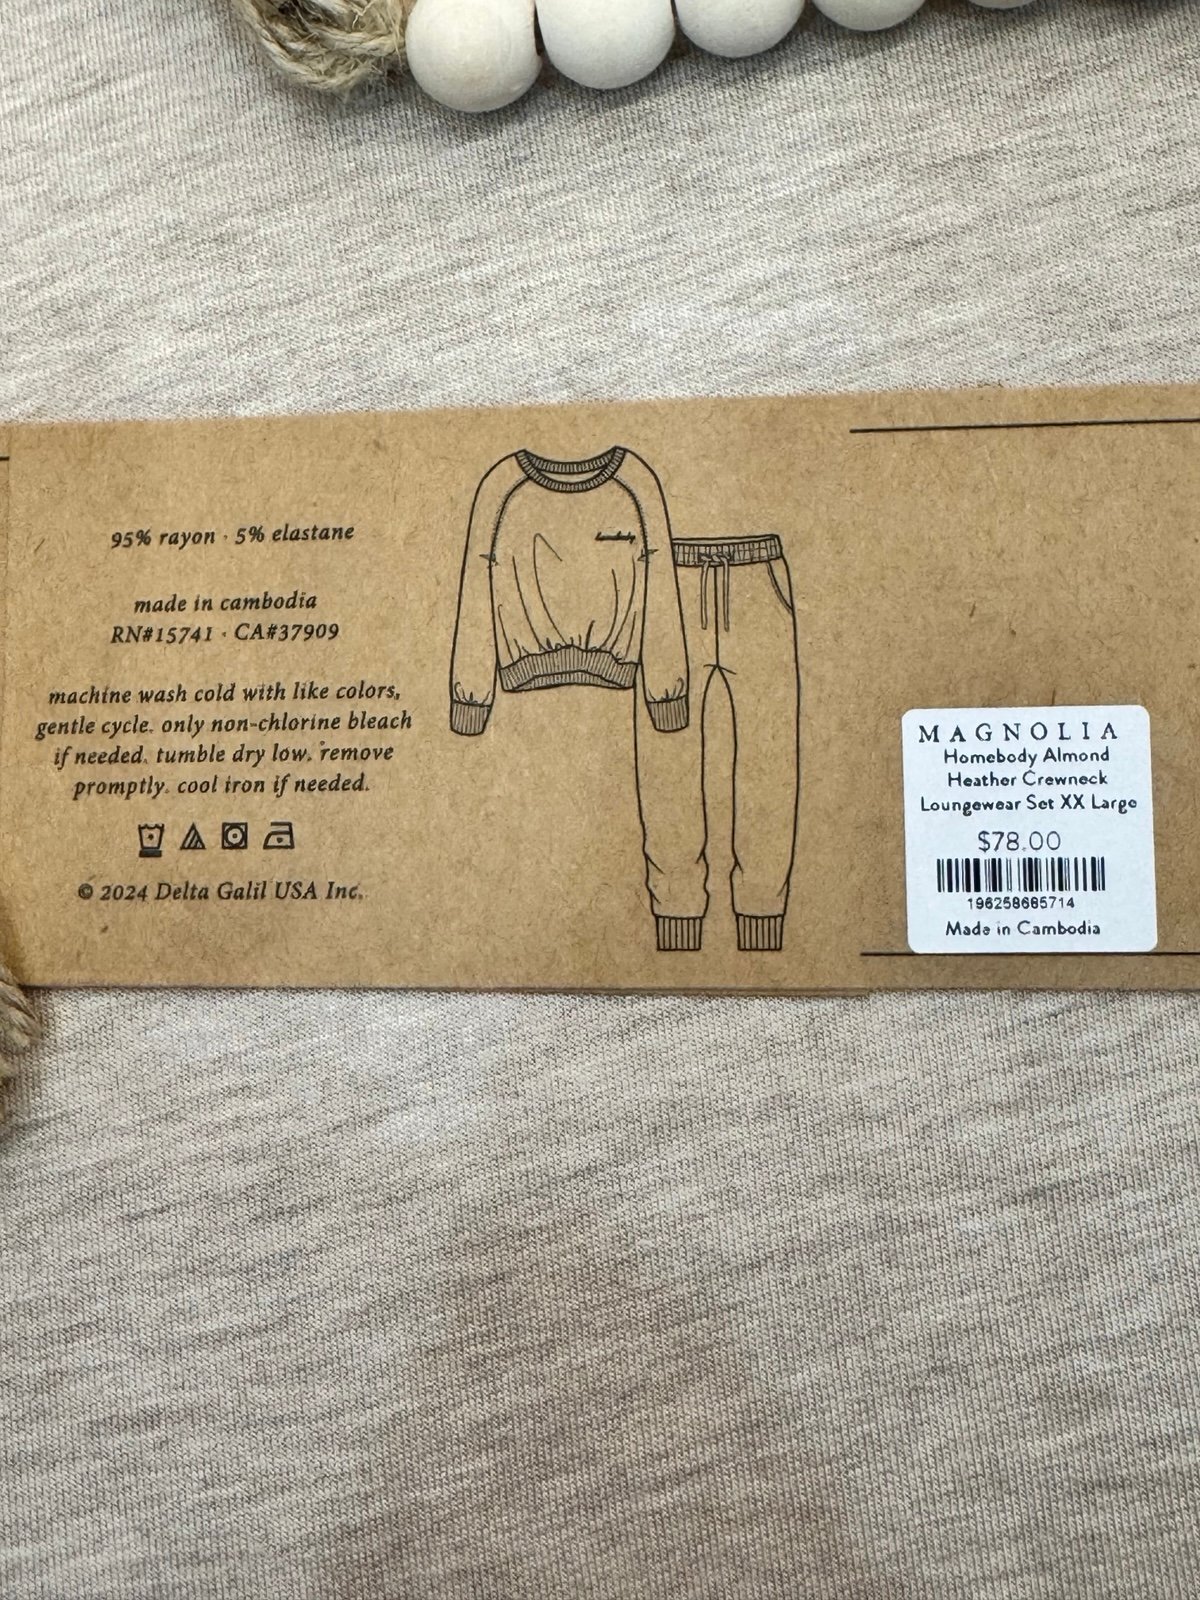 95% rayon · 5% elastane
made in cambodia
RN#15741 · CA#37909
machine wash cold with like colors,
gentle cycle. only non-chlorine bleach
if needed. tumble dry low. remove
promptly. cool iron if needed.
© 2024 Delta Galil USA Inc.
homebody
MAGNOLIA
Homebody Almond
Heather Crewneck
Loungewear Set XX Large
$78.00
196258685714
Made in Cambodia